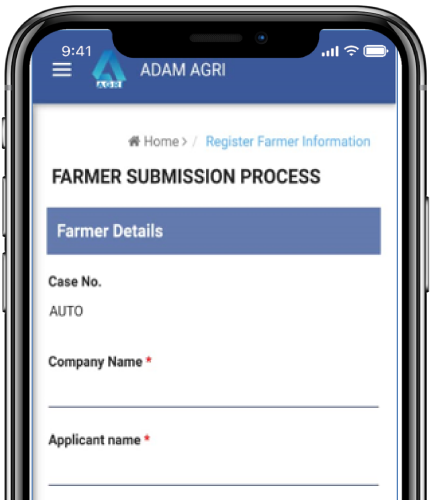 9:41
AGRI
ADAM AGRI
Home > / Register Farmer Information
FARMER SUBMISSION PROCESS
Farmer Details
Case No.
AUTO
Company Name *
Applicant name *